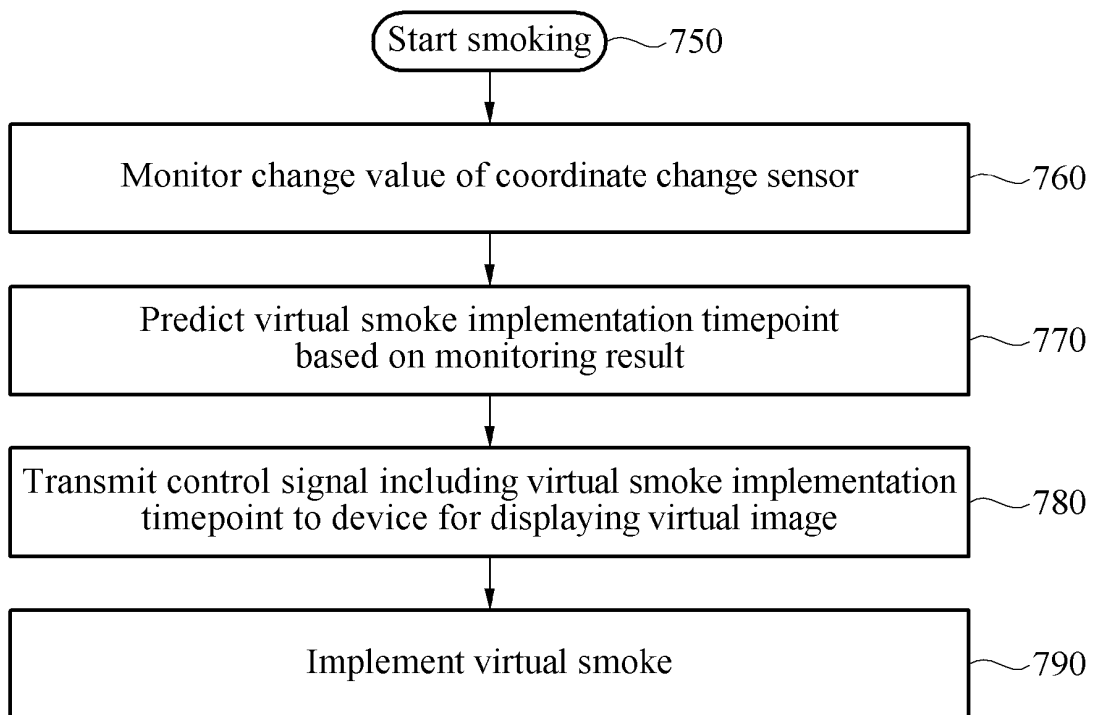 Start smoking
750
Monitor change value of coordinate change sensor
760
Predict virtual smoke implementation timepoint
based on monitoring result
770
Transmit control signal including virtual smoke implementation
timepoint to device for displaying virtual image
780
Implement virtual smoke
790